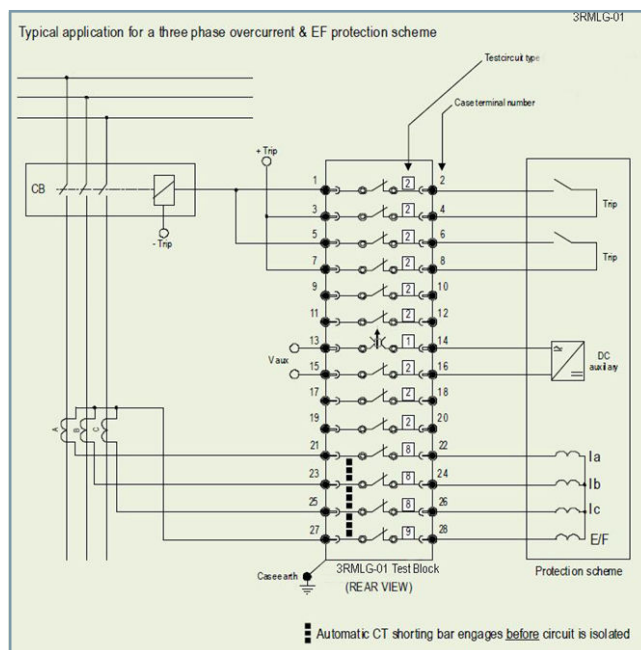 3RMLG-01
Typical application for a three phase overcurrent & EF protection scheme
Testcircuit type
Case terminal number
+ Trip
CB
- Trip
1 2 2
3 2 4
Trip
5 2 6
7 2 8
Trip
9 2 10
11 2 12
13 1 14
V aux
15 2 16
DC
auxiliary
17 2 18
19 2 20
A B C
21 8 22 Ia
23 8 24 Ib
25 8 26 Ic
27 9 28 E/F
3RMLG-01 Test Block
Protection scheme
Case earth
(REAR VIEW)
Automatic CT shorting bar engages before circuit is isolated